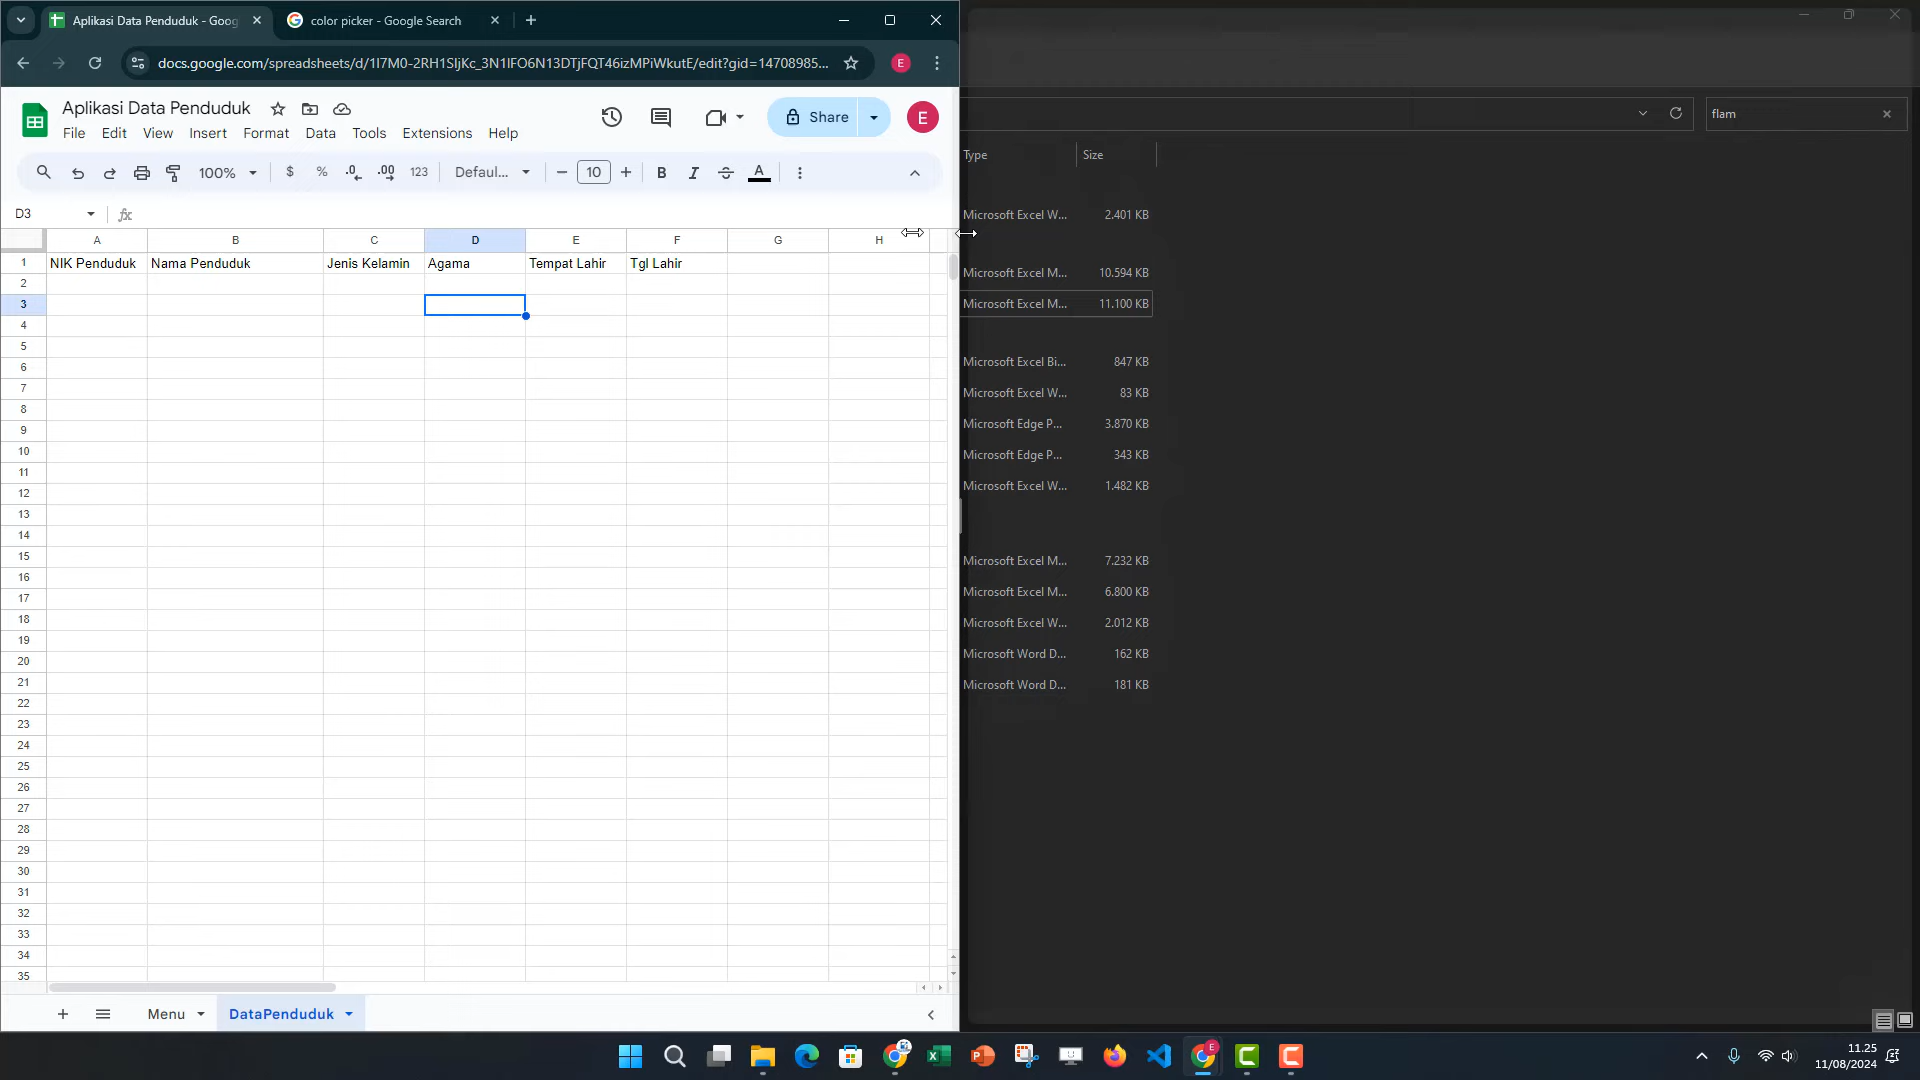 Aplikasi Data Penduduk - Goog
color picker - Google Search
docs.google.com/spreadsheets/d/1I7M0-2RH1SIjKc_3N1IFO6N13DTjFQT46izMPiWkutE/edit?gid=14708985...
E
Aplikasi Data Penduduk
File Edit View Insert Format Data Tools Extensions Help
Share
E
flam
100% $ % .0 .00 123 Defaul... 10 B I A
D3
fx
Type Size
A B C D E F G H
1 NIK Penduduk Nama Penduduk Jenis Kelamin Agama Tempat Lahir Tgl Lahir
2
3
4
5
6
7
8
9
10
11
12
13
14
15
16
17
18
19
20
21
22
23
24
25
26
27
28
29
30
31
32
33
34
35
Microsoft Excel W... 2.401 KB
Microsoft Excel M... 10.594 KB
Microsoft Excel M... 11.100 KB
Microsoft Excel Bi... 847 KB
Microsoft Excel W... 83 KB
Microsoft Edge P... 3.870 KB
Microsoft Edge P... 343 KB
Microsoft Excel W... 1.482 KB
Microsoft Excel M... 7.232 KB
Microsoft Excel M... 6.800 KB
Microsoft Excel W... 2.012 KB
Microsoft Word D... 162 KB
Microsoft Word D... 181 KB
Menu DataPenduduk
11.25
11/08/2024